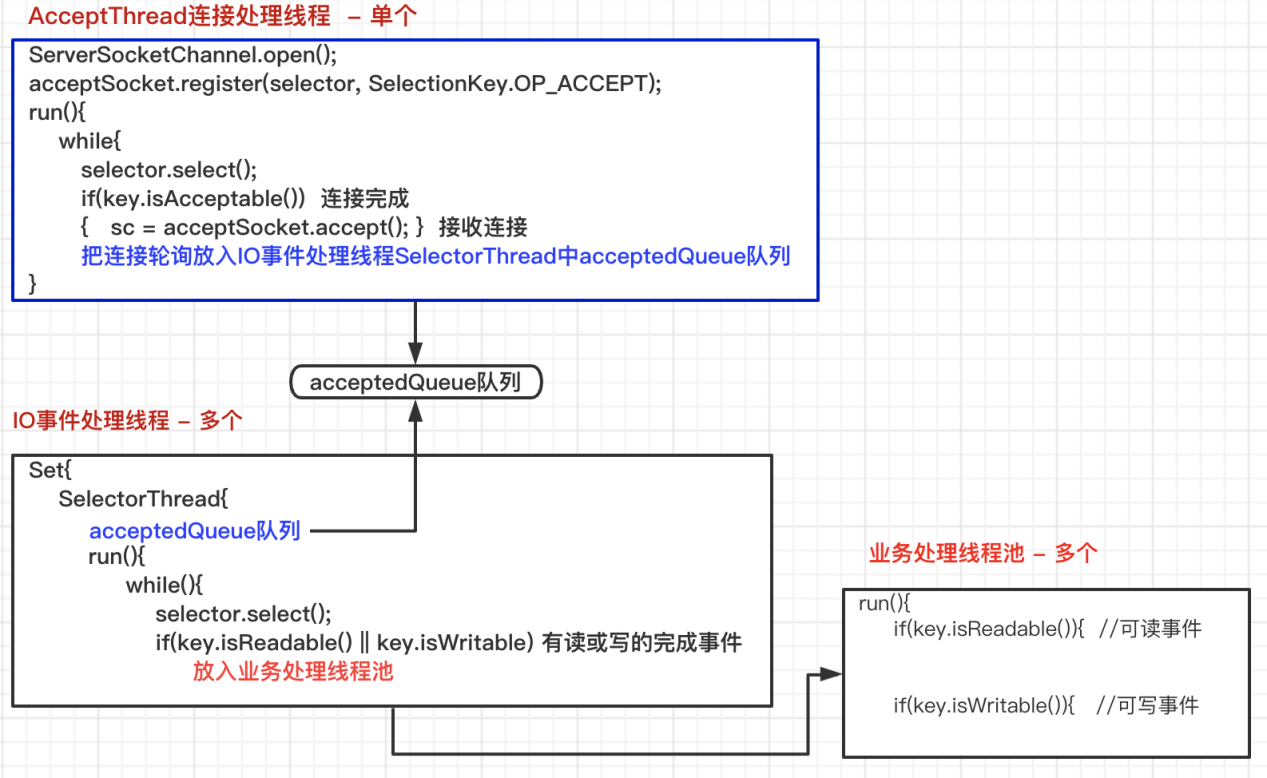 AcceptThread连接处理线程 – 单个
ServerSocketChannel.open();
acceptSocket.register(selector, SelectionKey.OP_ACCEPT);
run(){
while{
selector.select();
if(key.isAcceptable()) 连接完成
{ sc = acceptSocket.accept(); } 接收连接
把连接轮询放入IO事件处理线程SelectorThread中acceptedQueue队列
}
acceptedQueue队列
IO事件处理线程 – 多个
Set{
SelectorThread{
acceptedQueue队列
run(){
while(){
selector.select();
if(key.isReadable() || key.isWritable) 有读或写的完成事件
放入业务处理线程池
业务处理线程池 – 多个
run(){
if(key.isReadable()){ //可读事件
if(key.isWritable()){ //可写事件